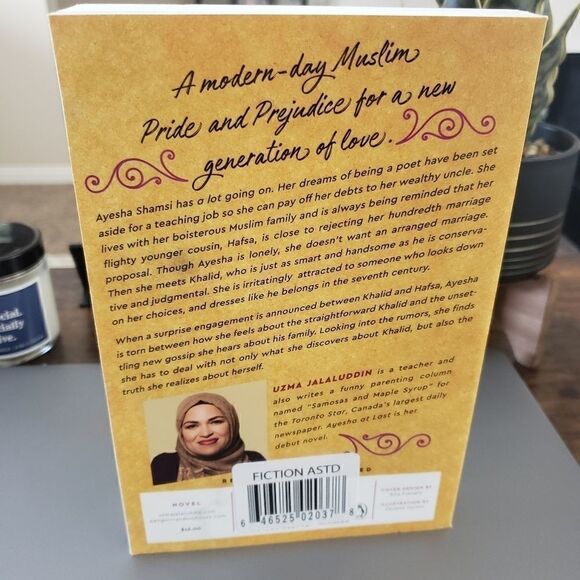 A modern-day Muslim
Pride and Prejudice for a new
generation of love.
Ayesha Shamsi has a lot going on. Her dreams of being a poet have been set
aside for a teaching job so she can pay off her debts to her wealthy uncle. She
lives with her boisterous Muslim family and is always being reminded that her
flighty younger cousin, Hafsa, is close to rejecting her hundredth marriage
proposal. Though Ayesha is lonely, she doesn't want an arranged marriage.
Then she meets Khalid, who is just as smart and handsome as he is conserva-
tive and judgmental. She is irritatingly attracted to someone who looks down
on her choices, and dresses like he belongs in the seventh century.
When a surprise engagement is announced between Khalid and Hafsa, Ayesha
is torn between how she feels about the straightforward Khalid and the unset-
tling new gossip she hears about his family. Looking into the rumors, she finds
she has to deal with not only what she discovers about Khalid, but also the
truth she realizes about herself.
UZMA JALALUDDIN is a teacher and
also writes a funny parenting column
named "Samosas and Maple Syrup" for
the Toronto Star, Canada's largest daily
newspaper. Ayesha at Last is her
debut novel.
FICTION ASTD
NOVEL
6 46525 02037 8